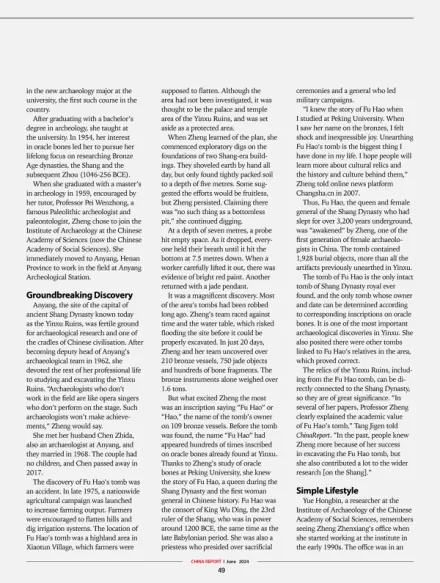 in the new archaeology major at the
university, the first such course in the
country.
After graduating with a bachelor's
degree in archeology, she taught at
the university. In 1954, her interest
in oracle bones led her to pursue her
lifelong focus on researching Bronze
Age dynasties, the Shang and the
subsequent Zhou (1046-256 BCE).
When she graduated with a master's
in archeology in 1959, encouraged by
her tutor, Professor Pei Wenzhong, a
famous Paleolithic archeologist and
paleontologist, Zheng chose to join the
Institute of Archaeology at the Chinese
Academy of Sciences (now the Chinese
Academy of Social Sciences). She
immediately moved to Anyang, Henan
Province to work in the field at Anyang
Archeological Station.
Groundbreaking Discovery
Anyang, the site of the capital of
ancient Shang Dynasty known today
as the Yinxu Ruins, was fertile ground
for archaeological research and one of
the cradles of Chinese civilisation. After
becoming deputy head of Anyang's
archaeological team in 1962, she
devoted the rest of her professional life
to studying and excavating the Yinxu
Ruins. "Archaeologists who don't
work in the field are like opera singers
who don't perform on the stage. Such
archaeologists won't make achieve-
ments," Zheng would say.
She met her husband Chen Zhida,
also an archaeologist at Anyang, and
they married in 1968. The couple had
no children, and Chen passed away in
2017.
The discovery of Fu Hao's tomb was
an accident. In late 1975, a nationwide
agricultural campaign was launched
to increase farming output. Farmers
were encouraged to flatten hills and
dig irrigation systems. The location of
Fu Hao's tomb was a highland area in
Xiaotun Village, which farmers were
supposed to flatten. Although the
area had not been investigated, it was
thought to be the palace and temple
area of the Yinxu Ruins, and was set
aside as a protected area.
When Zheng learned of the plan, she
commenced exploratory digs on the
foundations of two Shang-era build-
ings. They shoveled earth by hand all
day, but only found tightly packed soil
to a depth of five metres. Some sug-
gested the efforts would be fruitless,
but Zheng persisted. Claiming there
was "no such thing as a bottomless
pit," she continued digging.
At a depth of seven metres, a probe
hit empty space. As it dropped, every-
one held their breath until it hit the
bottom at 7.5 metres down. When a
worker carefully lifted it out, there was
evidence of bright red paint. Another
returned with a jade pendant.
It was a magnificent discovery. Most
of the area's tombs had been robbed
long ago. Zheng's team raced against
time and the water table, which risked
flooding the site before it could be
properly excavated. In just 20 days,
Zheng and her team uncovered over
210 bronze vessels, 750 jade objects
and hundreds of bone fragments. The
bronze instruments alone weighed over
1.6 tons.
But what excited Zheng the most
was an inscription saying "Fu Hao" or
"Hao," the name of the tomb's owner
on 109 bronze vessels. Before the tomb
was found, the name "Fu Hao" had
appeared hundreds of times inscribed
on oracle bones already found at Yinxu.
Thanks to Zheng's study of oracle
bones at Peking University, she knew
the story of Fu Hao, a queen during the
Shang Dynasty and the first woman
general in Chinese history. Fu Hao was
the consort of King Wu Ding, the 23rd
ruler of the Shang, who was in power
around 1200 BCE, the same time as the
late Babylonian period. She was also a
priestess who presided over sacrificial
ceremonies and a general who led
military campaigns.
"I knew the story of Fu Hao when
I studied at Peking University. When
I saw her name on the bronzes, I felt
shock and inexpressible joy. Unearthing
Fu Hao's tomb is the biggest thing I
have done in my life. I hope people will
learn more about cultural relics and
the history and culture behind them,"
Zheng told online news platform
Changsha.cn in 2007.
Thus, Fu Hao, the queen and female
general of the Shang Dynasty who had
slept for over 3,200 years underground,
was "awakened" by Zheng, one of the
first generation of female archaeolo-
gists in China. The tomb contained
1,928 burial objects, more than all the
artifacts previously unearthed in Yinxu.
The tomb of Fu Hao is the only intact
tomb of Shang Dynasty royal ever
found, and the only tomb whose owner
and date can be determined according
to corresponding inscriptions on oracle
bones. It is one of the most important
archaeological discoveries in Yinxu. She
also posited there were other tombs
linked to Fu Hao's relatives in the area,
which proved correct.
The relics of the Yinxu Ruins, includ-
ing from the Fu Hao tomb, can be di-
rectly connected to the Shang Dynasty,
so they are of great significance. "In
several of her papers, Professor Zheng
clearly explained the academic value
of Fu Hao's tomb," Tang Jigen told
ChinaReport. "In the past, people knew
Zheng more because of her success
in excavating the Fu Hao tomb, but
she also contributed a lot to the wider
research [on the Shang]."
Simple Lifestyle
Yue Hongbin, a researcher at the
Institute of Archaeology of the Chinese
Academy of Social Sciences, remembers
seeing Zheng Zhenxiang's office when
she started working at the institute in
the early 1990s. The office was in an
CHINA REPORT | June 2024
49